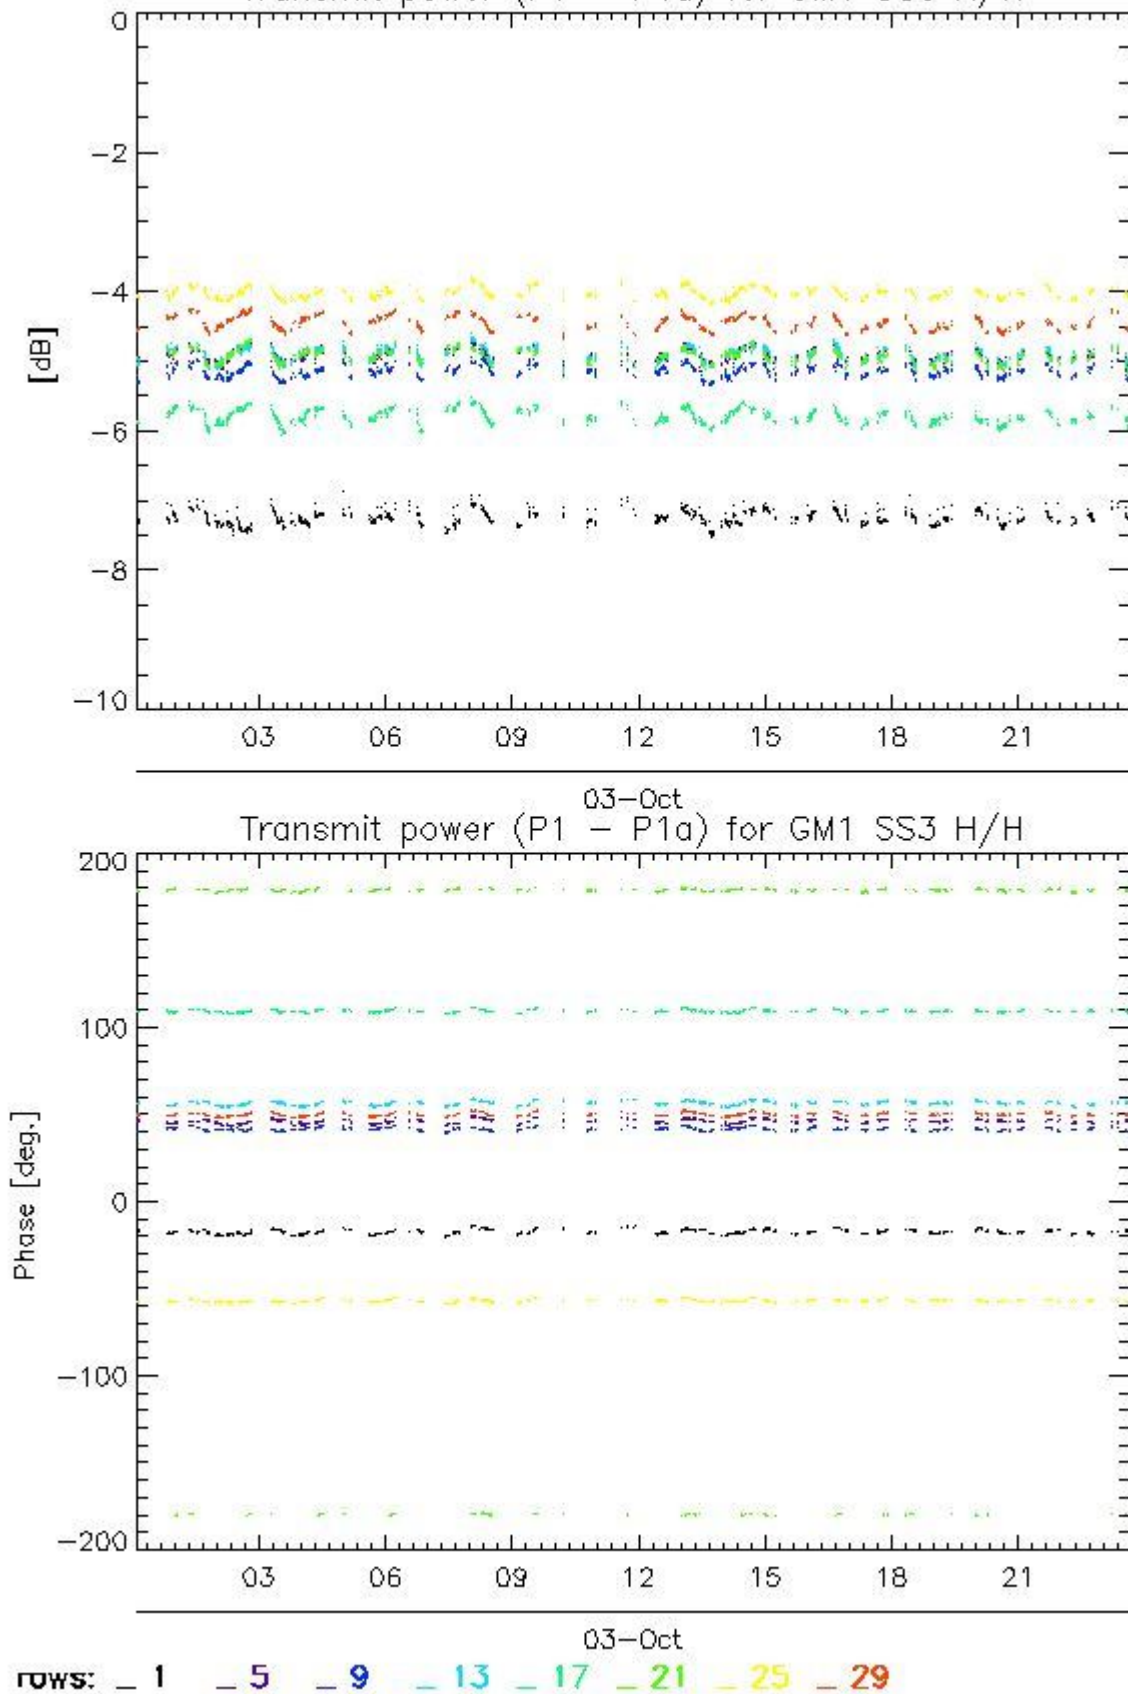 0
−2
−4
[dB]
−6
−8
−10
03 06 09 12 15 18 21
03−Oct
Transmit power (P1 − P1a) for GM1 SS3 H/H
200
100
0
Phase [deg.]
−100
−200
03 06 09 12 15 18 21
03−Oct
rows: _ 1 _ 5 _ 9 _ 13 _ 17 _ 21 _ 25 _ 29